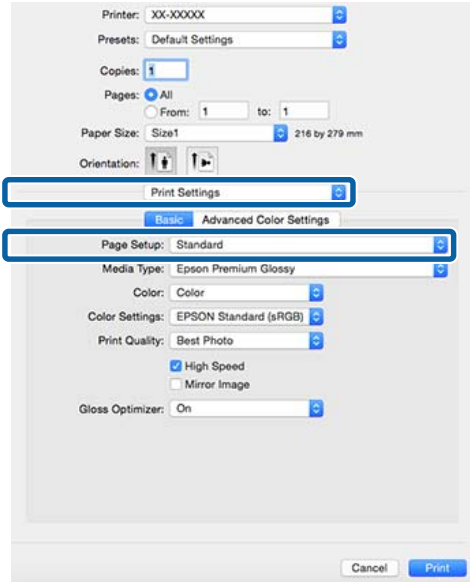 Printer: XX-XXXXX
Presets: Default Settings
Copies: 1
Pages: All
From: 1 to: 1
Paper Size: Size1 216 by 279 mm
Orientation:
Print Settings
Basic Advanced Color Settings
Page Setup: Standard
Media Type: Epson Premium Glossy
Color: Color
Color Settings: EPSON Standard (sRGB)
Print Quality: Best Photo
High Speed
Mirror Image
Gloss Optimizer: On
Cancel Print